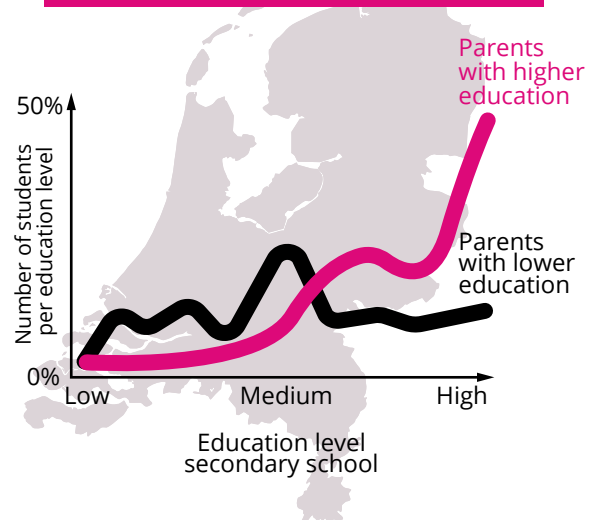 Parents
with higher
education
50%
Number of students
per education level
Parents
with lower
education
0%
Low
Medium
High
Education level
secondary school